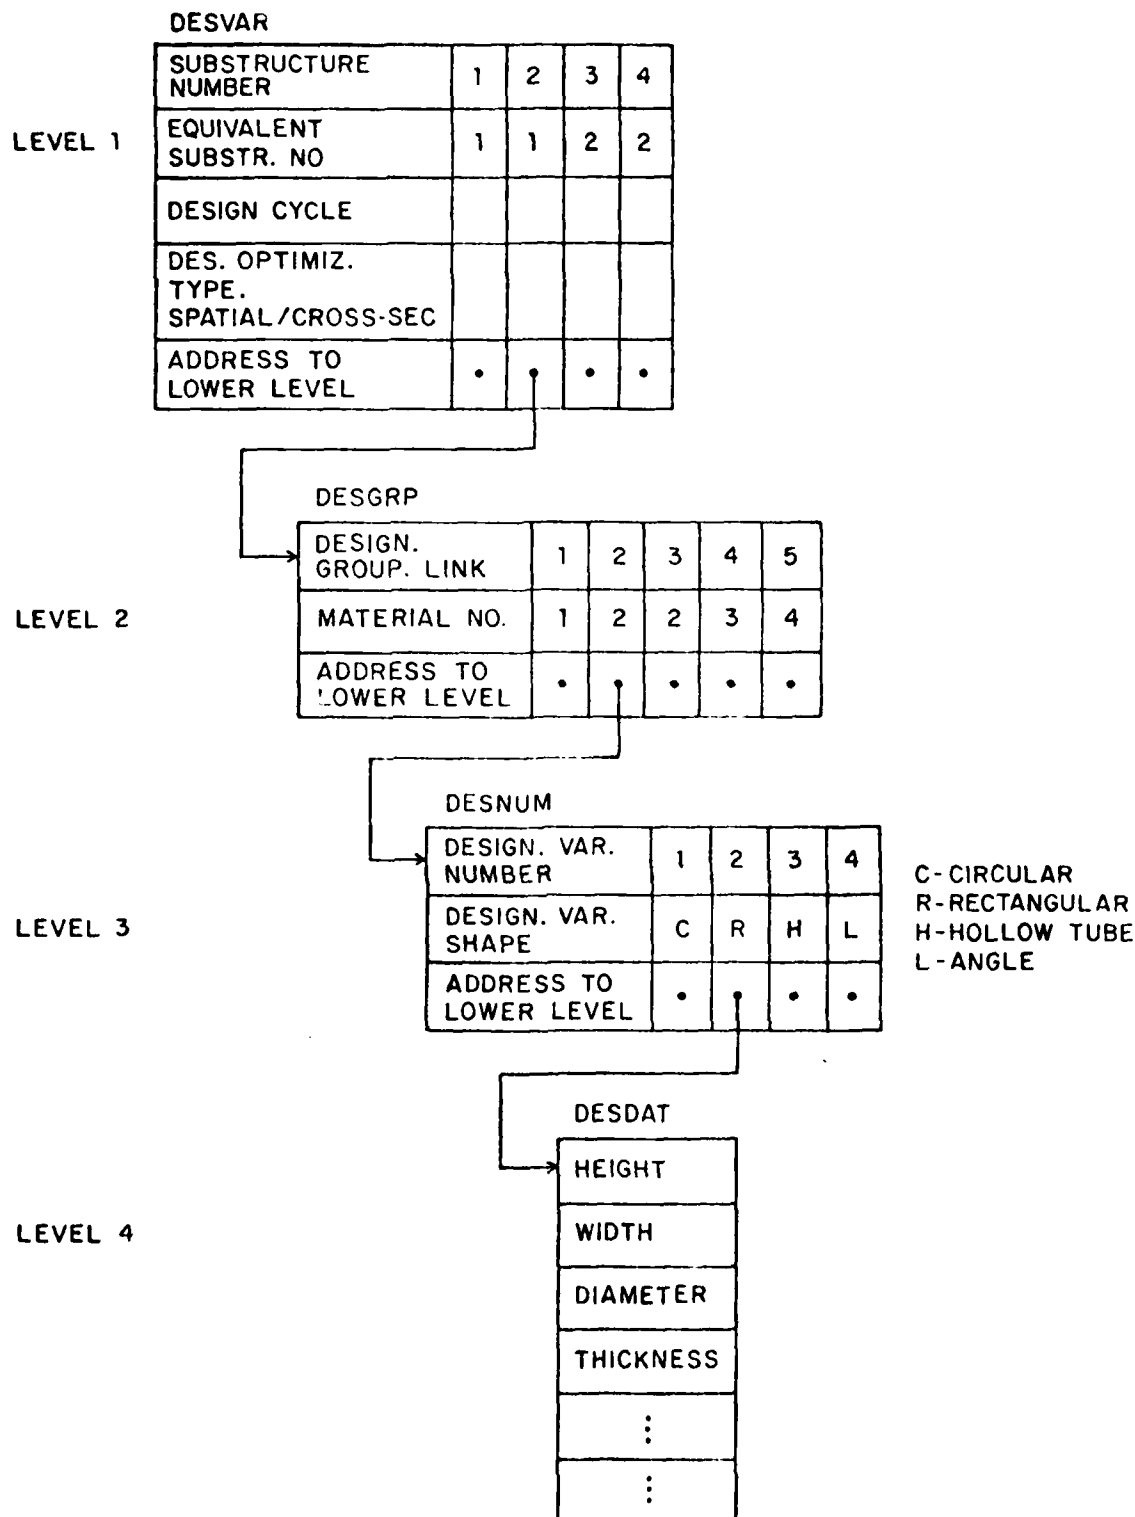 DESVAR
SUBSTRUCTURE
NUMBER
1 2 3 4
LEVEL 1
EQUIVALENT
SUBSTR. NO
1 1 2 2
DESIGN CYCLE
DES. OPTIMIZ.
TYPE.
SPATIAL/CROSS-SEC
ADDRESS TO
LOWER LEVEL
• • • •
DESGRP
DESIGN.
GROUP. LINK
1 2 3 4 5
LEVEL 2
MATERIAL NO.
1 2 2 3 4
ADDRESS TO
LOWER LEVEL
• • • • •
DESNUM
DESIGN. VAR.
NUMBER
1 2 3 4
LEVEL 3
DESIGN. VAR.
SHAPE
C R H L
ADDRESS TO
LOWER LEVEL
• • • •
C-CIRCULAR
R-RECTANGULAR
H-HOLLOW TUBE
L-ANGLE
DESDAT
HEIGHT
LEVEL 4
WIDTH
DIAMETER
THICKNESS
⋮
⋮